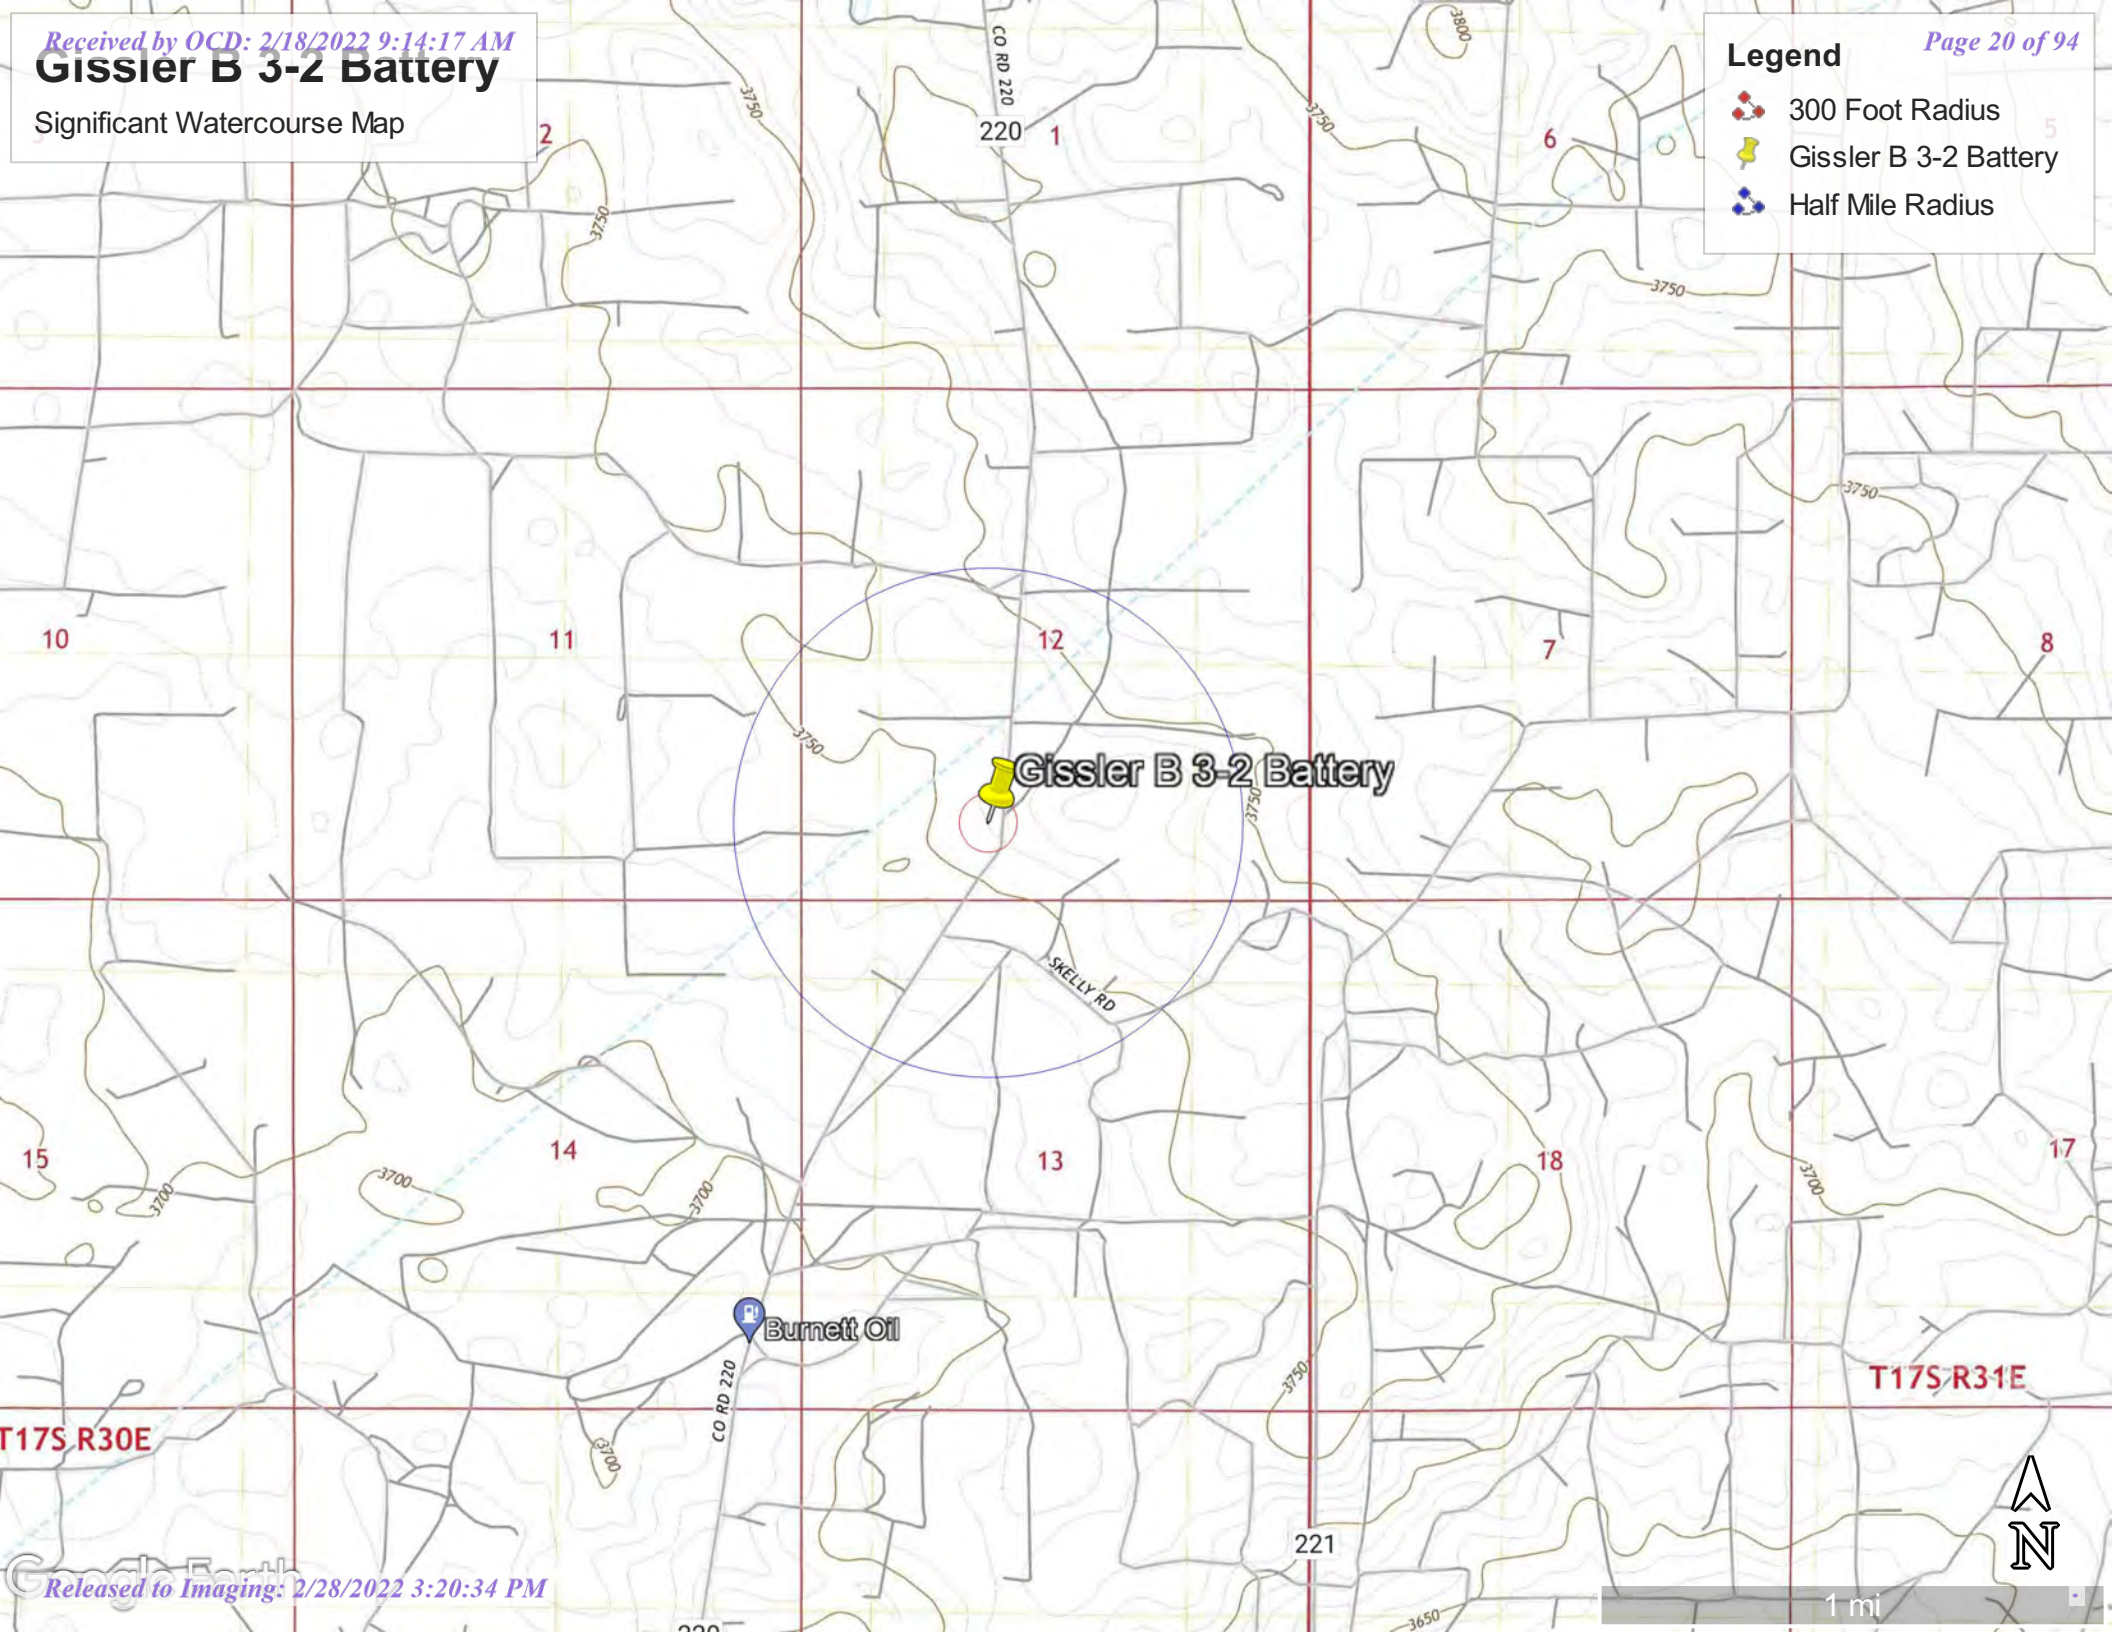 Received by OCD: 2/18/2022 9:14:17 AM
Gissler B 3-2 Battery
Significant Watercourse Map
Page 20 of 94
Legend
300 Foot Radius
Gissler B 3-2 Battery
Half Mile Radius
CO RD 220
3800
3750
3750
2
220
1
6
5
3750
3750
3750
10
11
12
7
8
3750
Gissler B 3-2 Battery
3750
SKELLY RD
15
14
13
18
17
3700
3700
3700
3700
Burnett Oil
CO RD 220
3750
T17S R31E
T17S R30E
3700
221
N
Google Earth
Released to Imaging: 2/28/2022 3:20:34 PM
1 mi
3650